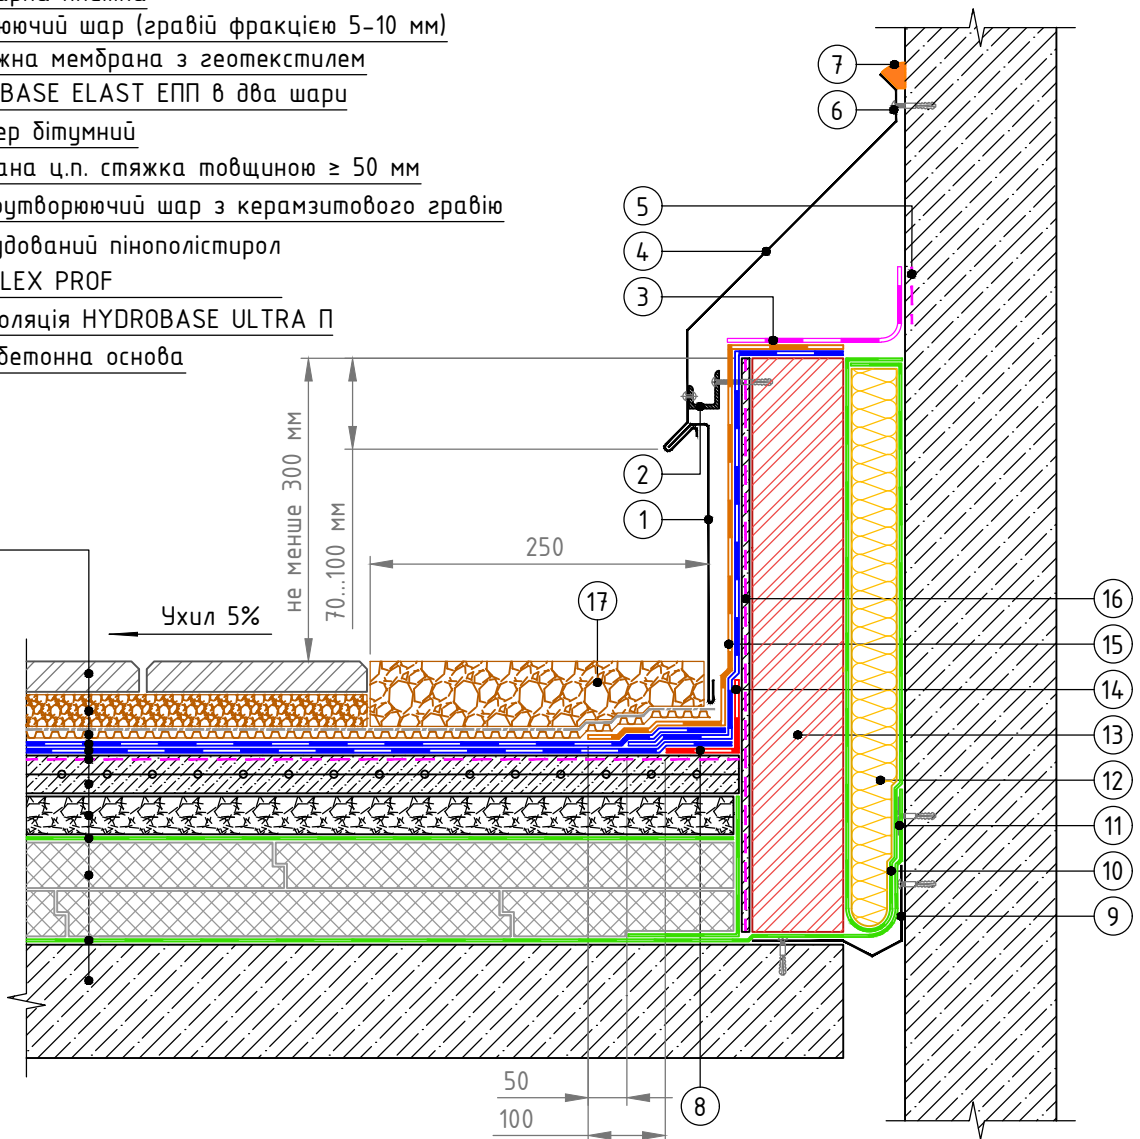 юючий шар (гравій фракцією 5-10 мм)
жна мембрана з геотекстилем
BASE ELAST ЕПП в два шари
ер бітумний
ана ц.п. стяжка товщиною ≥ 50 мм
оутворюючий шар з керамзитового гравію
удований пінополістирол
LEX PROF
оляція HYDROBASE ULTRA П
бетонна основа
7
6
5
4
3
2
1
не менше 300 мм
70...100 мм
250
17
Ухил 5%
16
15
14
13
12
11
10
9
50
100
8